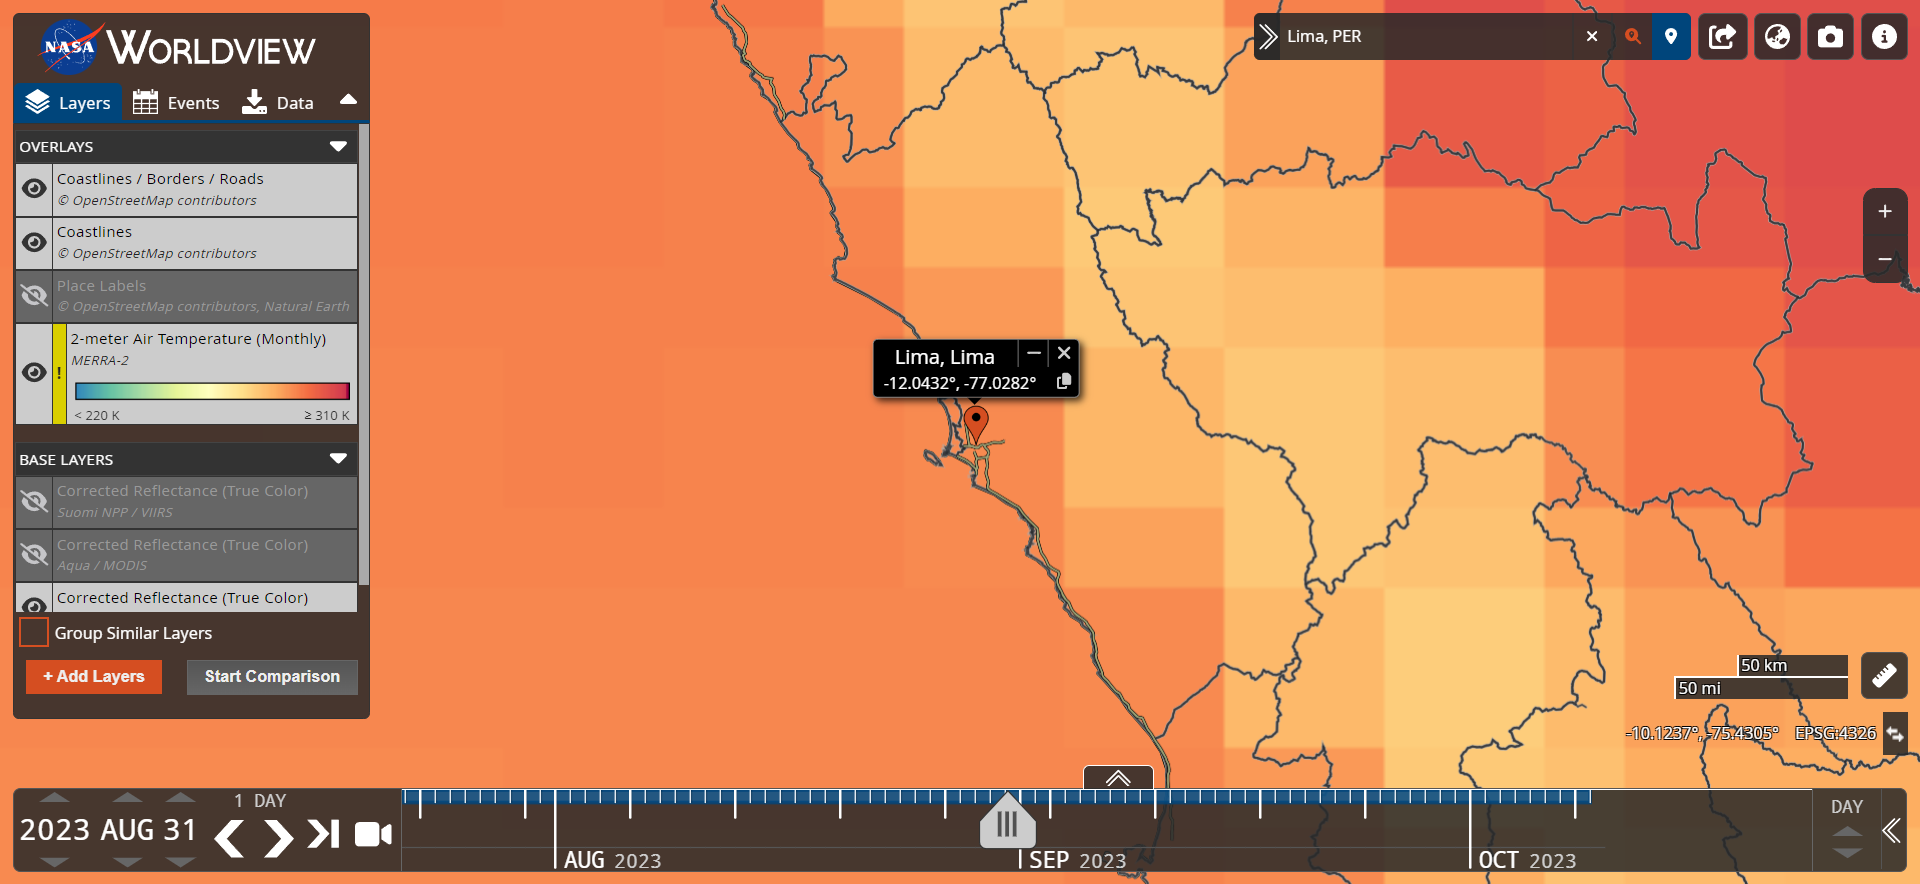 NASA WORLDVIEW
Layers Events Data
OVERLAYS
Coastlines / Borders / Roads
© OpenStreetMap contributors
Coastlines
© OpenStreetMap contributors
Place Labels
© OpenStreetMap contributors, Natural Earth
!
2-meter Air Temperature (Monthly)
MERRA-2
< 220 K ≥ 310 K
BASE LAYERS
Corrected Reflectance (True Color)
Suomi NPP / VIIRS
Corrected Reflectance (True Color)
Aqua / MODIS
Corrected Reflectance (True Color)
Group Similar Layers
+ Add Layers Start Comparison
Lima, PER
Lima, Lima
-12.0432°, -77.0282°
50 km
50 mi
-10.1237°, -75.4305° EPSG:4326
1 DAY
2023 AUG 31
AUG 2023 SEP 2023 OCT 2023
DAY